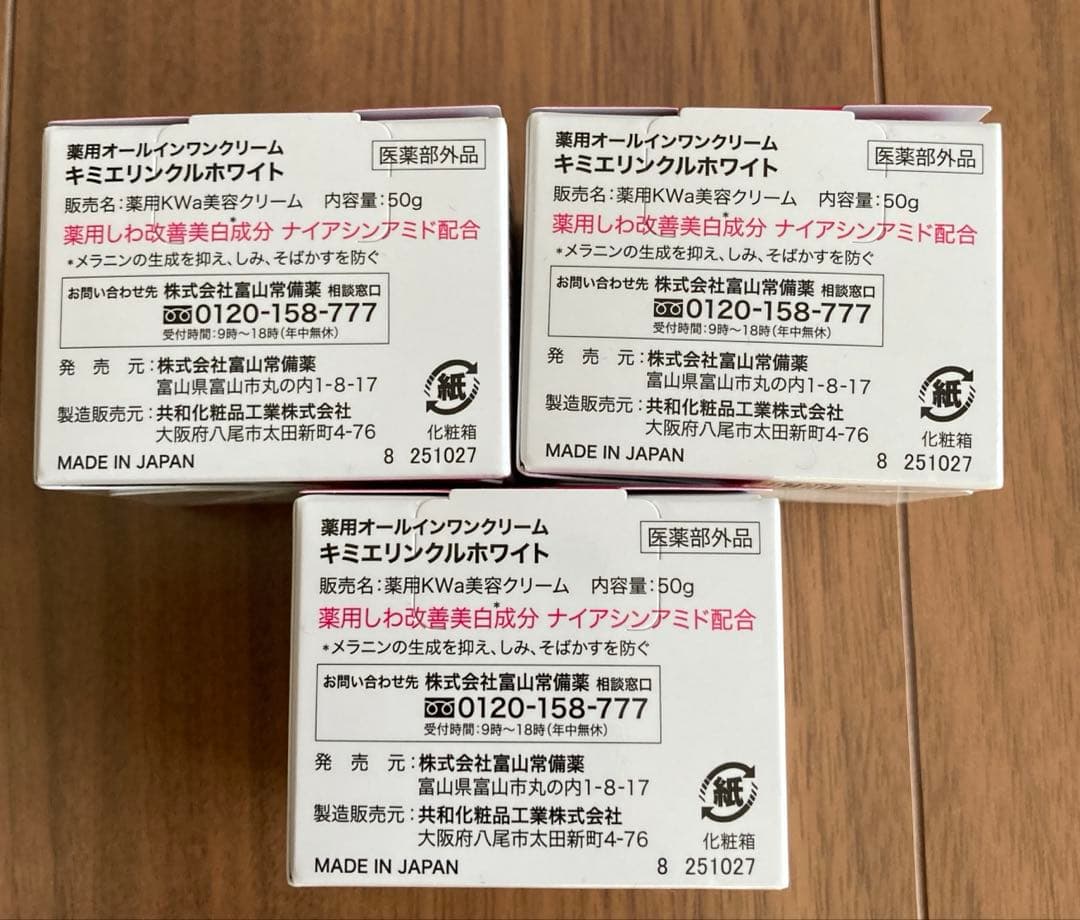 薬用オールインワンクリーム
キミエリンクルホワイト
医薬部外品
販売名:薬用KWa美容クリーム 内容量:50g
薬用しわ改善美白*成分 ナイアシンアミド配合
*メラニンの生成を抑え、しみ、そばかすを防ぐ
お問い合わせ先 株式会社富山常備薬 相談窓口
0120-158-777
受付時間:9時〜18時(年中無休)
発売元:株式会社富山常備薬
富山県富山市丸の内1-8-17
製造販売元:共和化粧品工業株式会社
大阪府八尾市太田新町4-76
紙
化粧箱
MADE IN JAPAN
8 251027
薬用オールインワンクリーム
キミエリンクルホワイト
医薬部外品
販売名:薬用KWa美容クリーム 内容量:50g
薬用しわ改善美白*成分 ナイアシンアミド配合
*メラニンの生成を抑え、しみ、そばかすを防ぐ
お問い合わせ先 株式会社富山常備薬 相談窓口
0120-158-777
受付時間:9時〜18時(年中無休)
発売元:株式会社富山常備薬
富山県富山市丸の内1-8-17
製造販売元:共和化粧品工業株式会社
大阪府八尾市太田新町4-76
紙
化粧箱
MADE IN JAPAN
8 251027
薬用オールインワンクリーム
キミエリンクルホワイト
医薬部外品
販売名:薬用KWa美容クリーム 内容量:50g
薬用しわ改善美白*成分 ナイアシンアミド配合
*メラニンの生成を抑え、しみ、そばかすを防ぐ
お問い合わせ先 株式会社富山常備薬 相談窓口
0120-158-777
受付時間:9時〜18時(年中無休)
発売元:株式会社富山常備薬
富山県富山市丸の内1-8-17
製造販売元:共和化粧品工業株式会社
大阪府八尾市太田新町4-76
紙
化粧箱
MADE IN JAPAN
8 251027